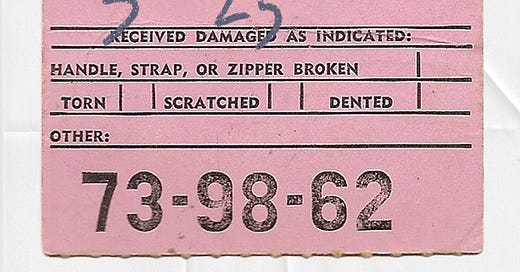 RECEIVED DAMAGED AS INDICATED:
HANDLE, STRAP, OR ZIPPER BROKEN
TORN SCRATCHED DENTED
OTHER:
73-98-62